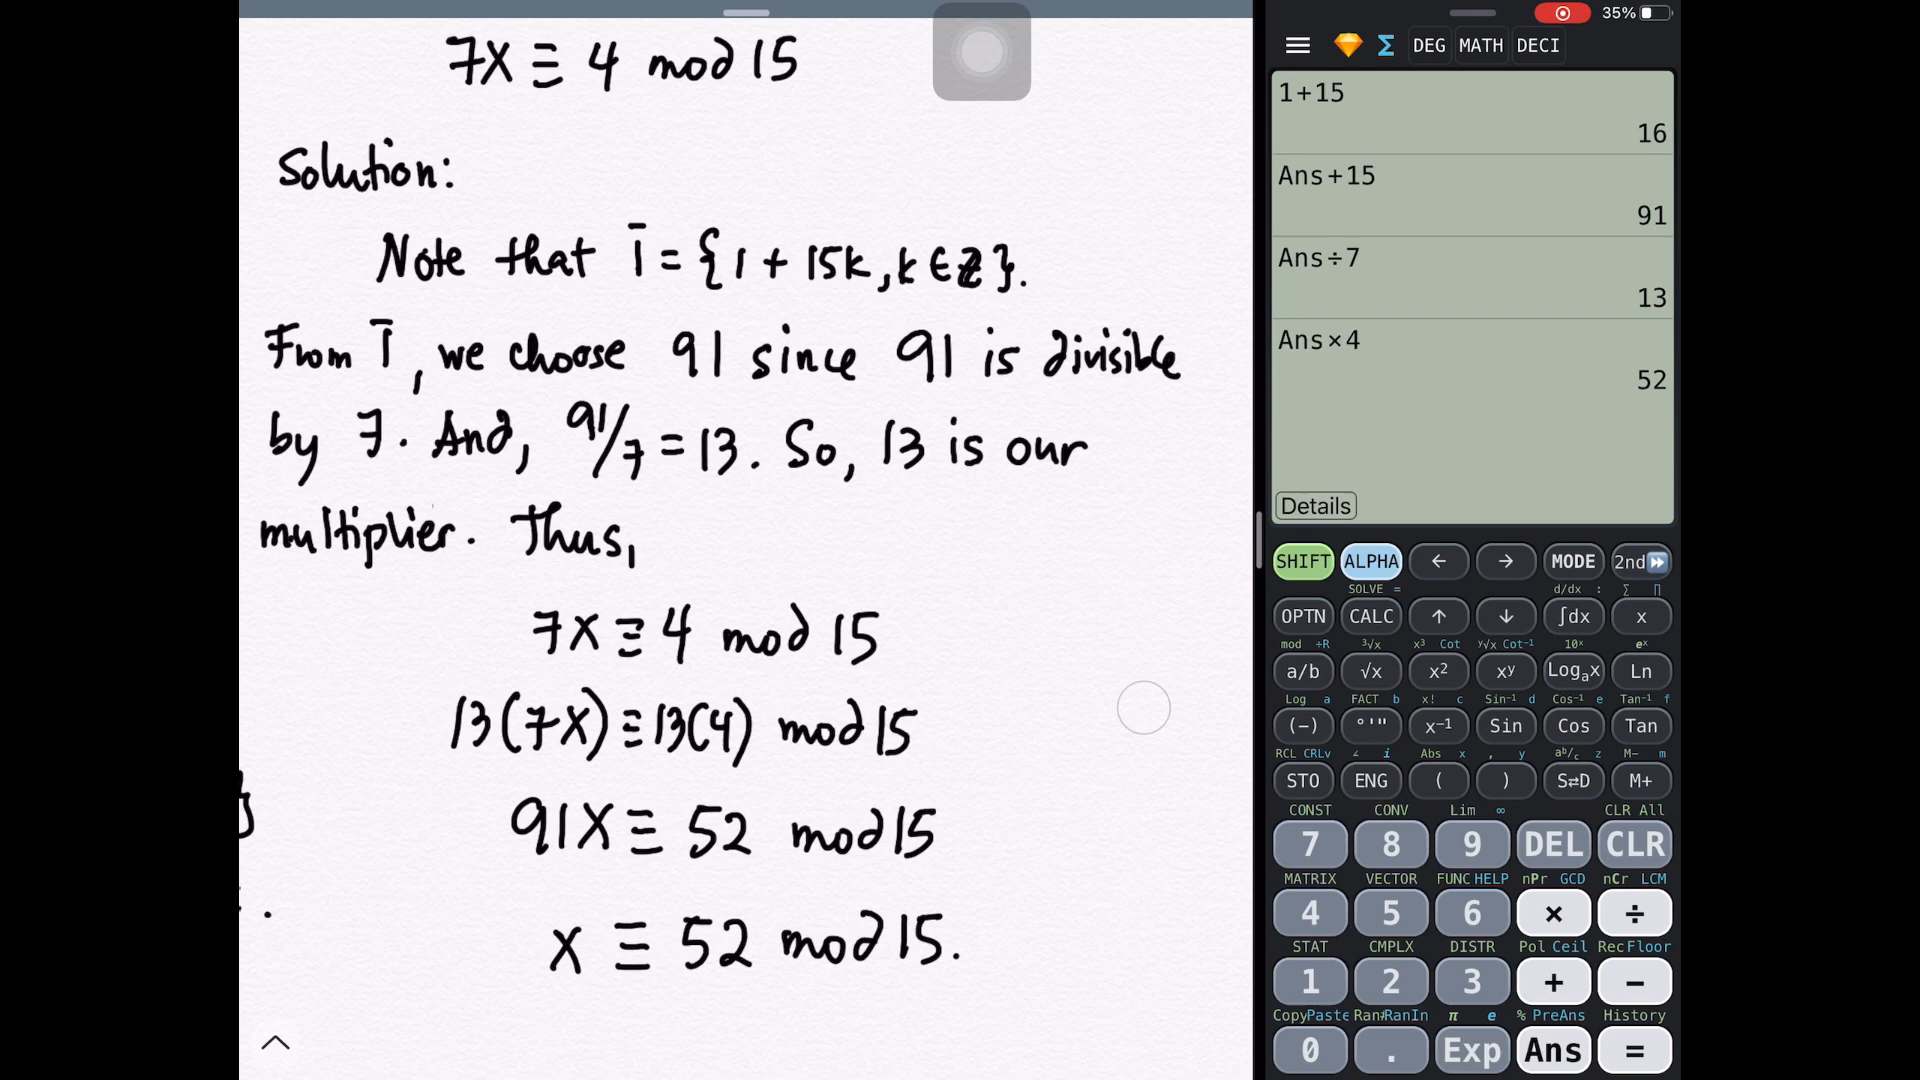 7x ≡ 4 mod 15
Solution:
Note that 1̄ = {1 + 15k, k ∈ ℤ}.
From 1̄, we choose 91 since 91 is divisible
by 7. And, 91/7 = 13. So, 13 is our
multiplier. Thus,
7x ≡ 4 mod 15
13(7x) ≡ 13(4) mod 15
91x ≡ 52 mod 15
x ≡ 52 mod 15.
35%
Σ DEG MATH DECI
1+15
16
Ans+15
91
Ans÷7
13
Ans×4
52
Details
SHIFT ALPHA ← → MODE 2nd
SOLVE = d/dx : ∑ ∏
OPTN CALC ↑ ↓ ∫dx x
mod ÷R ³√x x³ Cot ʸ√x Cot⁻¹ 10ˣ eˣ
a/b √x x² xʸ Logₐx Ln
Log a FACT b x! c Sin⁻¹ d Cos⁻¹ e Tan⁻¹ f
(−) °'" x⁻¹ Sin Cos Tan
RCL CRLv ∠ i Abs x , y aᵇ/c z M− m
STO ENG ( ) S⇄D M+
CONST CONV Lim ∞ CLR All
7 8 9 DEL CLR
MATRIX VECTOR FUNC HELP nPr GCD nCr LCM
4 5 6 × ÷
STAT CMPLX DISTR Pol Ceil Rec Floor
1 2 3 + −
Copy Paste Ran# RanIn π e % PreAns History
0 . Exp Ans =